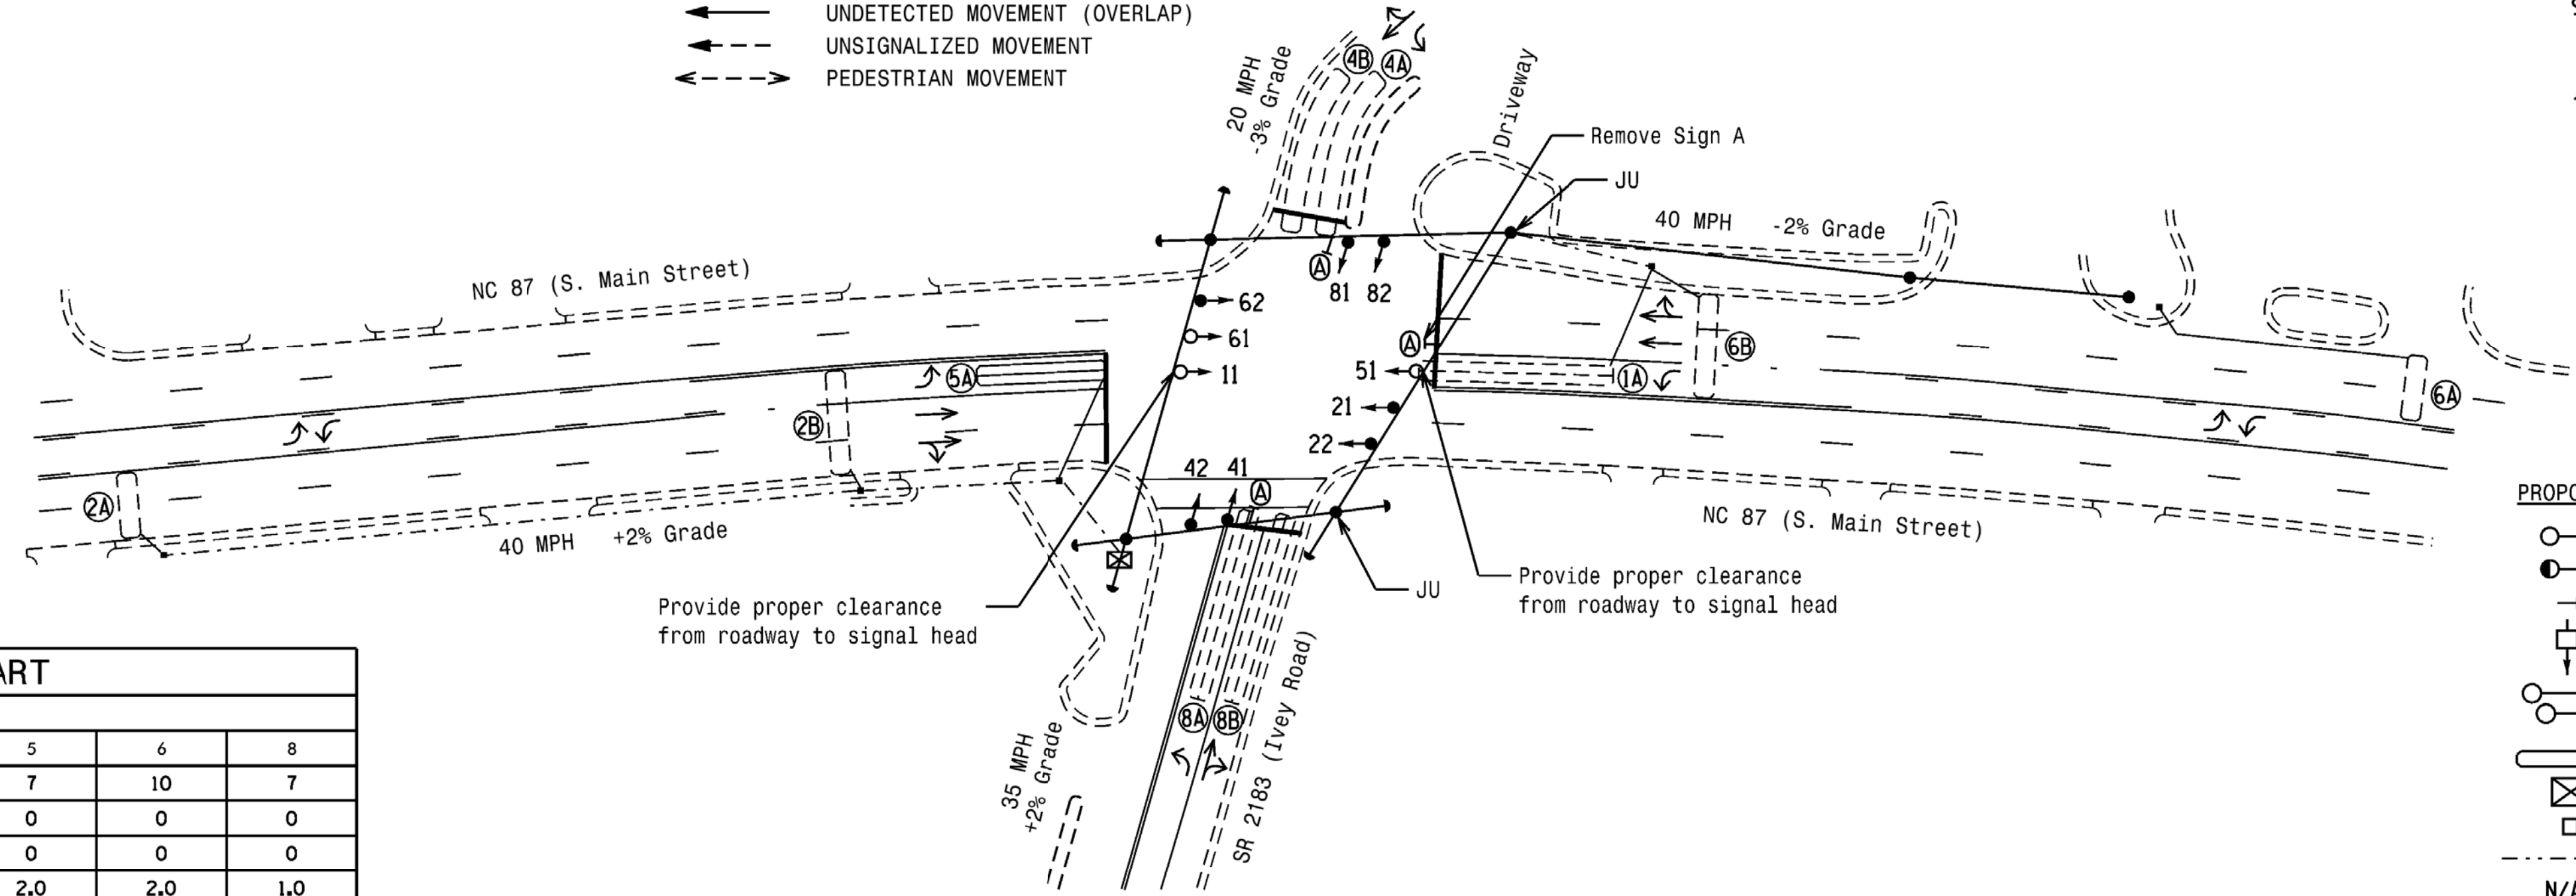 UNDETECTED MOVEMENT (OVERLAP)
UNSIGNALIZED MOVEMENT
PEDESTRIAN MOVEMENT
20 MPH
-3% Grade
4B
4A
Driveway
Remove Sign A
JU
40 MPH -2% Grade
NC 87 (S. Main Street)
A
81 82
62
61
11
A
51
21
22
5A
2B
2A
1A
6B
6A
40 MPH +2% Grade
42 41
A
NC 87 (S. Main Street)
Provide proper clearance
from roadway to signal head
JU
Provide proper clearance
from roadway to signal head
8A
8B
35 MPH
+2% Grade
SR 2183 (Ivey Road)
ART
5 6 8
7 10 7
0 0 0
0 0 0
2.0 2.0 1.0
PROPO
N/A